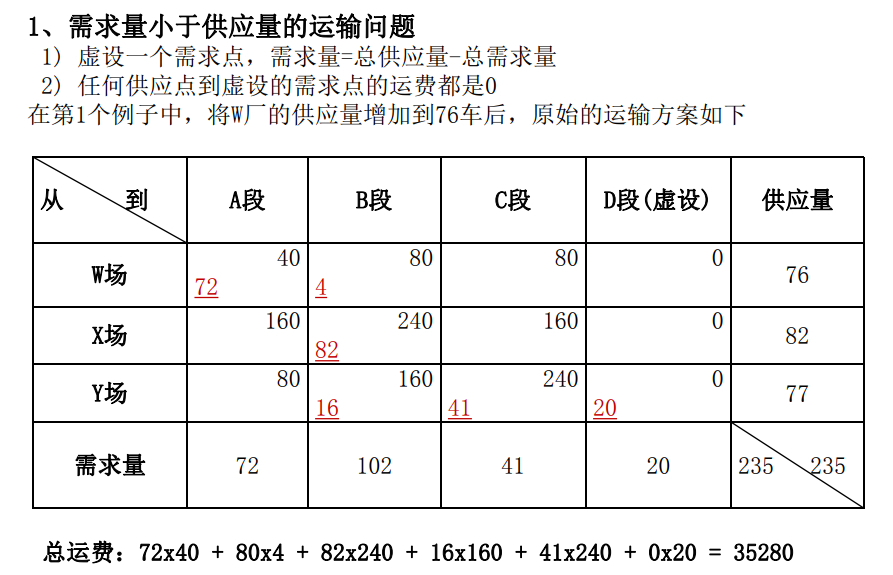 1、需求量小于供应量的运输问题
1) 虚设一个需求点，需求量=总供应量-总需求量
2) 任何供应点到虚设的需求点的运费都是0
在第1个例子中，将W厂的供应量增加到76车后，原始的运输方案如下
从 到 A段 B段 C段 D段(虚设) 供应量
W场 40 72 80 4 80 0 76
X场 160 240 82 160 0 82
Y场 80 160 16 240 41 0 20 77
需求量 72 102 41 20 235 235
总运费：72x40 + 80x4 + 82x240 + 16x160 + 41x240 + 0x20 = 35280